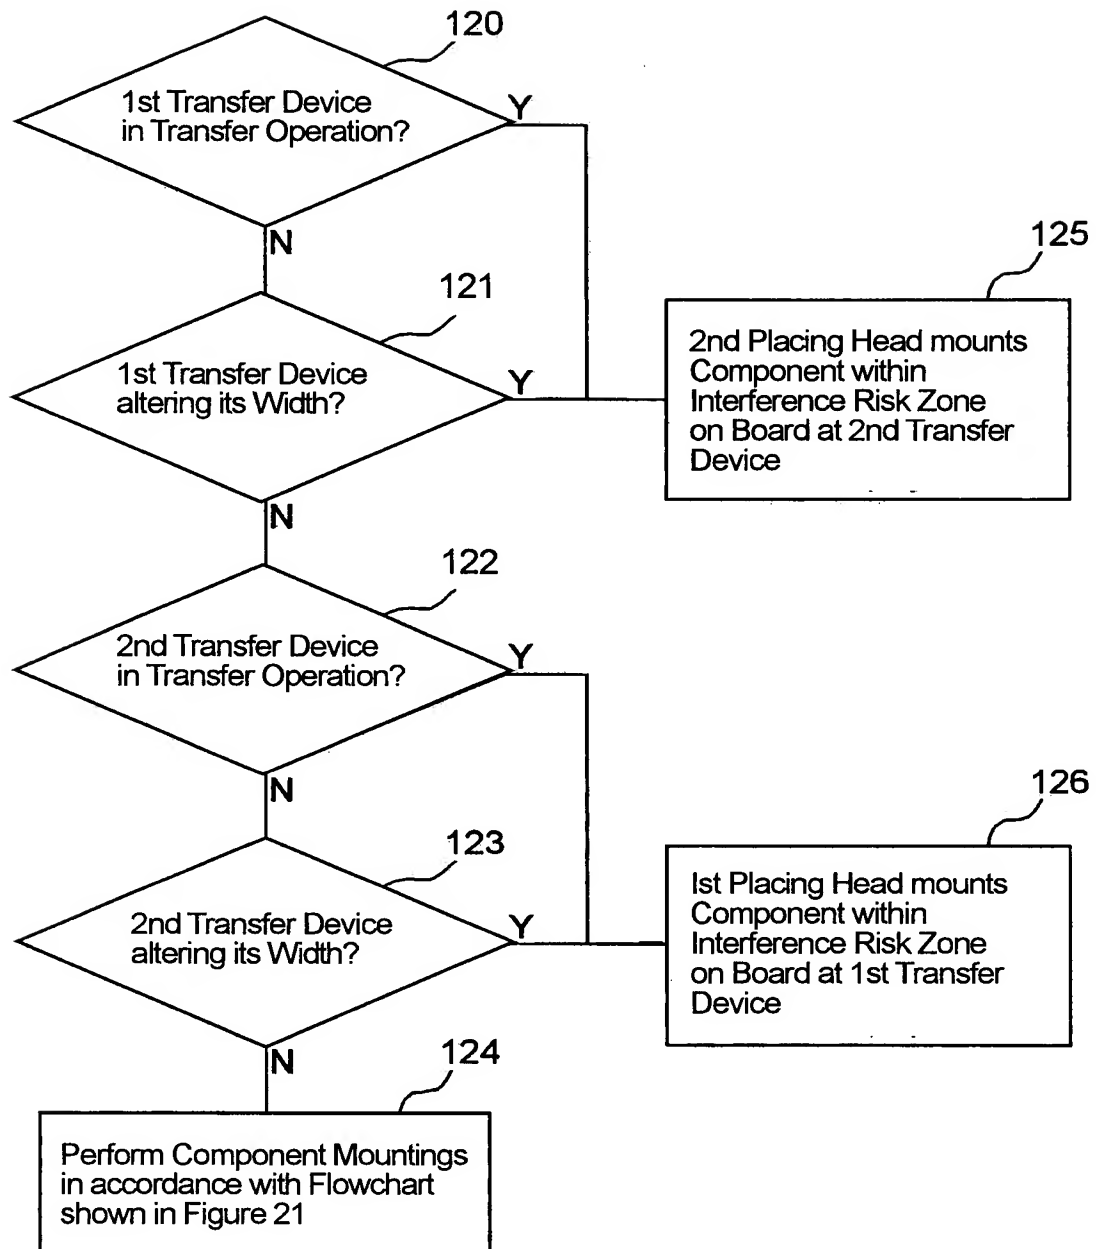 120
1st Transfer Device
in Transfer Operation?
Y
N
121
1st Transfer Device
altering its Width?
Y
N
125
2nd Placing Head mounts
Component within
Interference Risk Zone
on Board at 2nd Transfer
Device
122
2nd Transfer Device
in Transfer Operation?
Y
N
123
2nd Transfer Device
altering its Width?
Y
N
126
Ist Placing Head mounts
Component within
Interference Risk Zone
on Board at 1st Transfer
Device
124
Perform Component Mountings
in accordance with Flowchart
shown in Figure 21